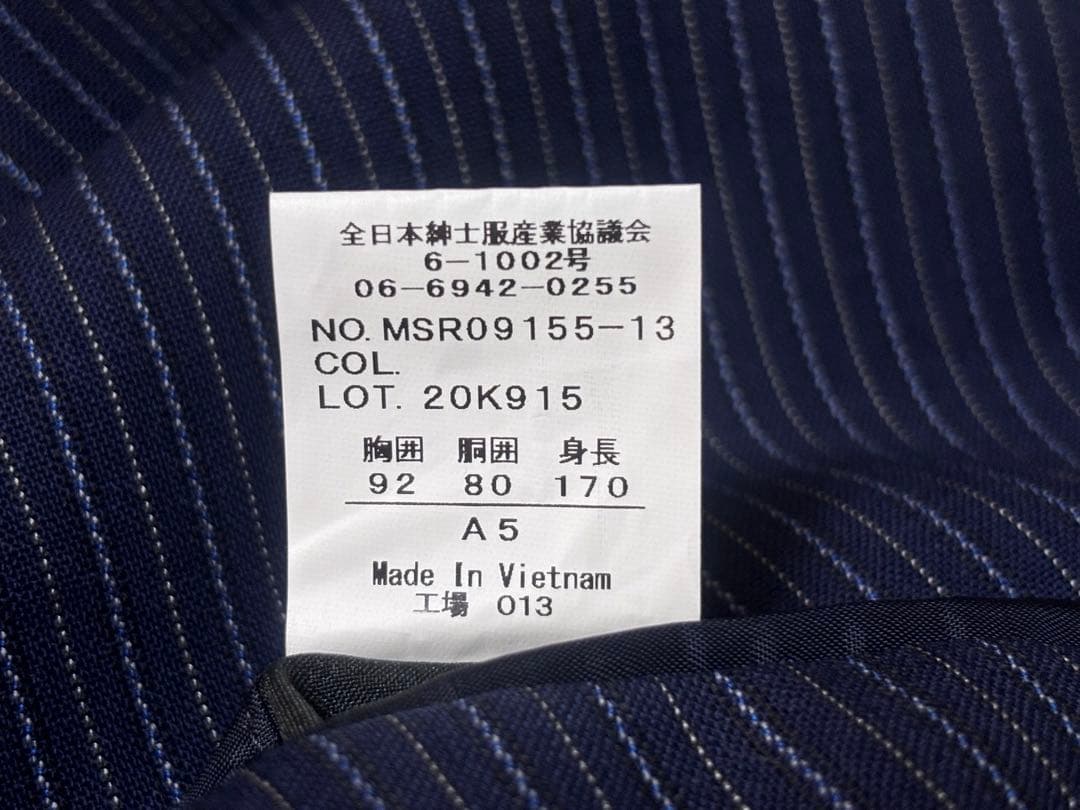 全日本紳士服産業協議会
6-1002号
06-6942-0255
NO. MSR09155-13
COL.
LOT. 20K915
胸囲 胴囲 身長
92 80 170
A5
Made In Vietnam
工場 013